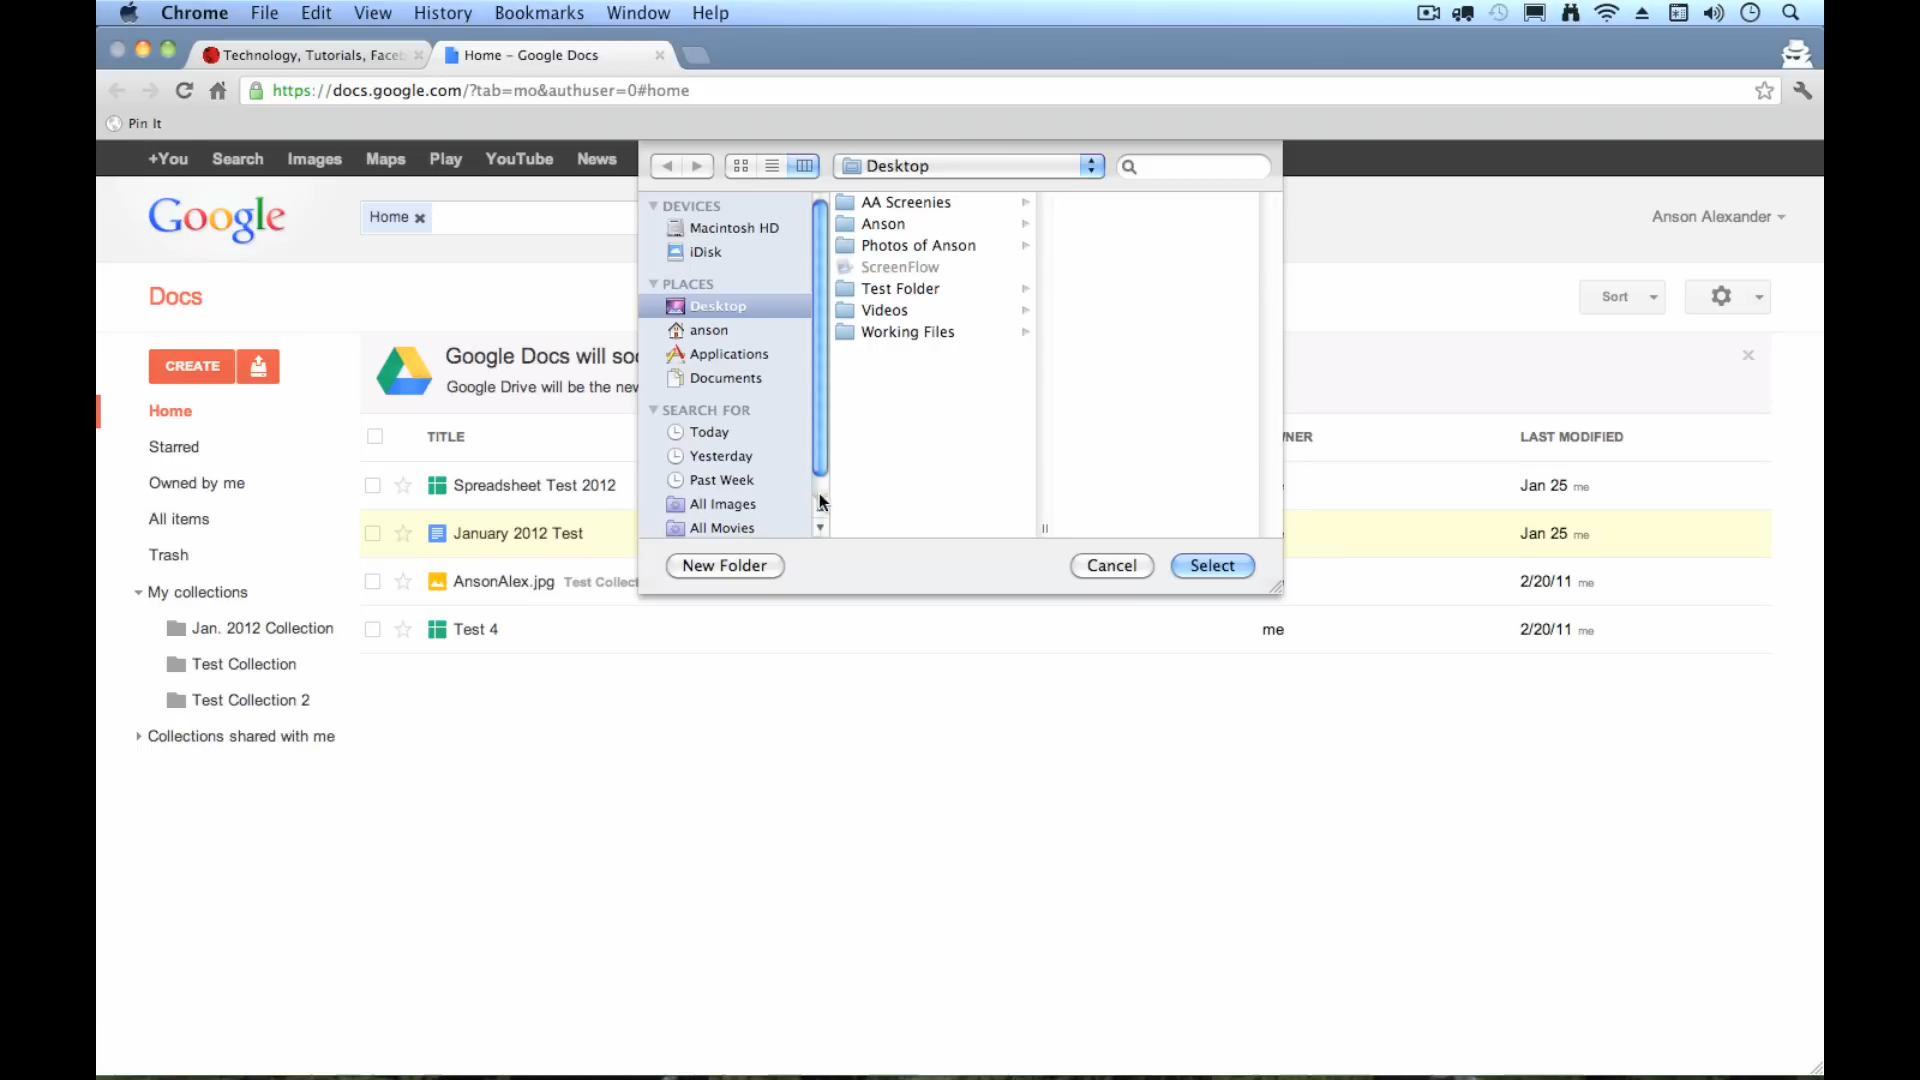 Chrome File Edit View History Bookmarks Window Help
Technology, Tutorials, Faceb
Home – Google Docs
https://docs.google.com/?tab=mo&authuser=0#home
Pin It
+You Search Images Maps Play YouTube News
Google
Home
Anson Alexander
Docs
Sort
CREATE
Home
Starred
Owned by me
All items
Trash
My collections
Jan. 2012 Collection
Test Collection
Test Collection 2
Collections shared with me
Google Docs will soo
Google Drive will be the new
TITLE
NER
LAST MODIFIED
Spreadsheet Test 2012
Jan 25 me
January 2012 Test
Jan 25 me
AnsonAlex.jpg Test Collect
2/20/11 me
Test 4
me
2/20/11 me
Desktop
DEVICES
Macintosh HD
iDisk
PLACES
Desktop
anson
Applications
Documents
SEARCH FOR
Today
Yesterday
Past Week
All Images
All Movies
AA Screenies
Anson
Photos of Anson
ScreenFlow
Test Folder
Videos
Working Files
New Folder
Cancel
Select